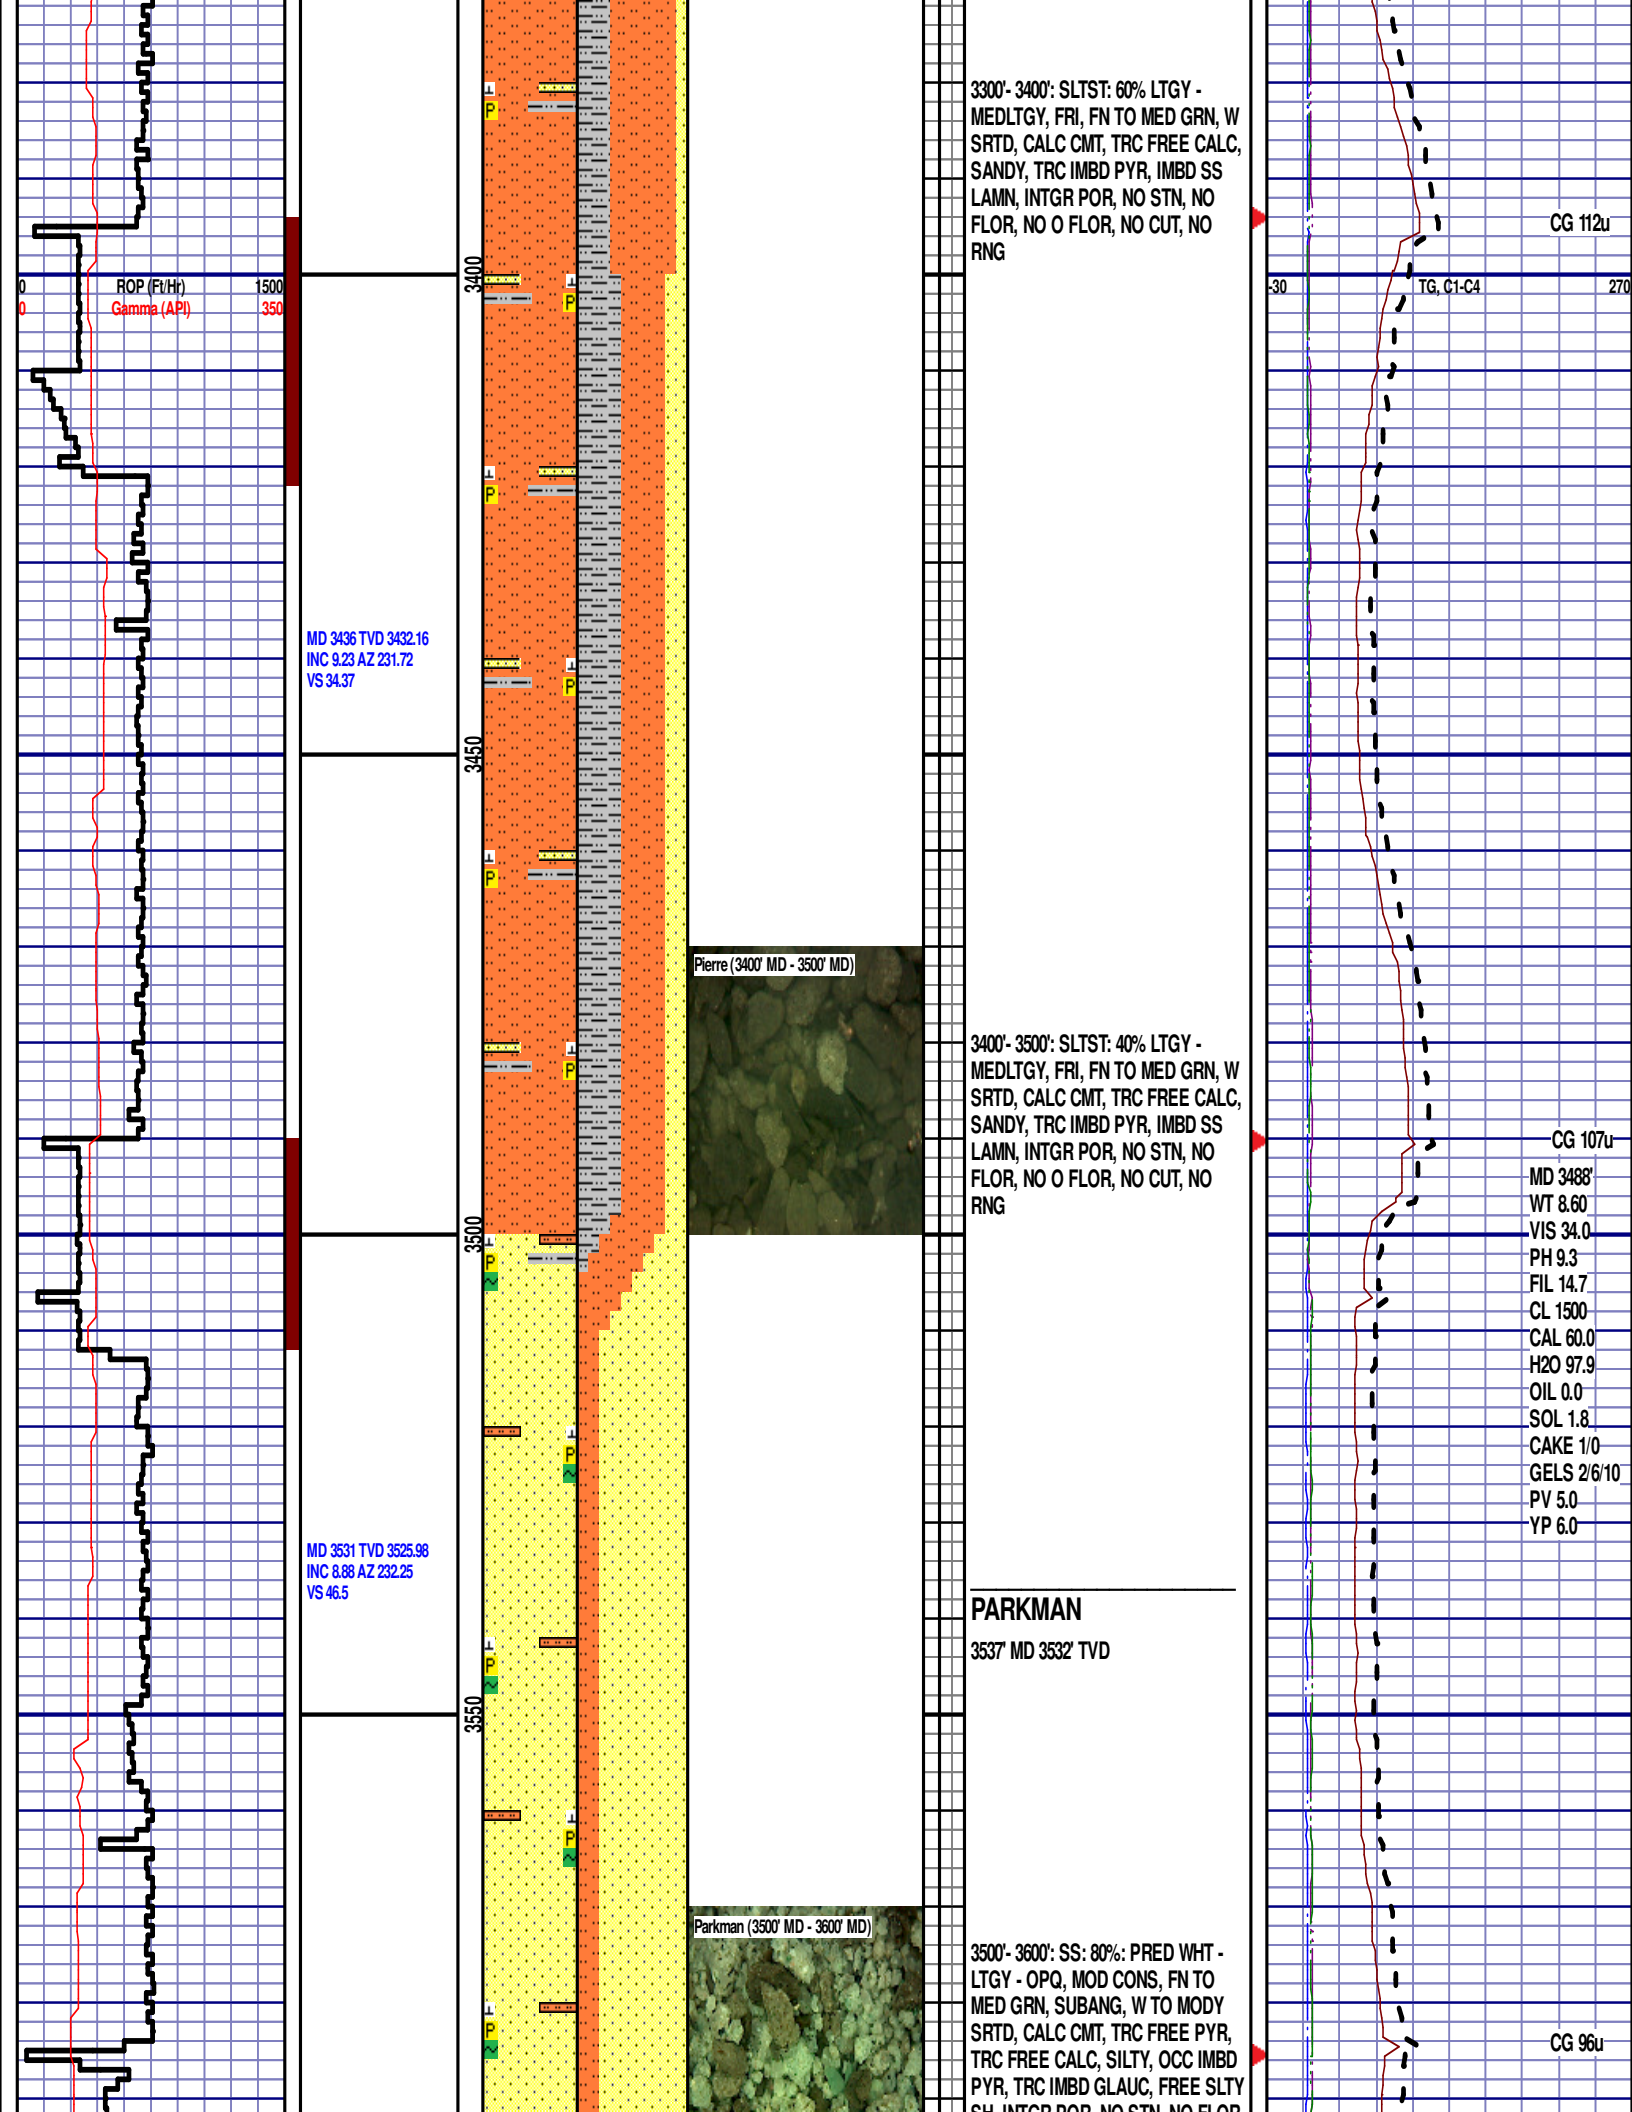 3300'- 3400': SLTST: 60% LTGY -
MEDLTGY, FRI, FN TO MED GRN, W
SRTD, CALC CMT, TRC FREE CALC,
SANDY, TRC IMBD PYR, IMBD SS
LAMN, INTGR POR, NO STN, NO
FLOR, NO O FLOR, NO CUT, NO
RNG
CG 112u
3400
0 ROP (Ft/Hr) 1500
0 Gamma (API) 350
-30 TG, C1-C4 270
P
P
P
MD 3436 TVD 3432.16
INC 9.23 AZ 231.72
VS 34.37
P
3450
P
Pierre (3400' MD - 3500' MD)
3400'- 3500': SLTST: 40% LTGY -
MEDLTGY, FRI, FN TO MED GRN, W
SRTD, CALC CMT, TRC FREE CALC,
SANDY, TRC IMBD PYR, IMBD SS
LAMN, INTGR POR, NO STN, NO
FLOR, NO O FLOR, NO CUT, NO
RNG
P
CG 107u
MD 3488'
WT 8.60
VIS 34.0
PH 9.3
FIL 14.7
CL 1500
CAL 60.0
H2O 97.9
OIL 0.0
SOL 1.8
CAKE 1/0
GELS 2/6/10
PV 5.0
YP 6.0
3500
P
P
MD 3531 TVD 3525.98
INC 8.88 AZ 232.25
VS 46.5
PARKMAN
3537' MD 3532' TVD
P
3550
P
Parkman (3500' MD - 3600' MD)
3500'- 3600': SS: 80%: PRED WHT -
LTGY - OPQ, MOD CONS, FN TO
MED GRN, SUBANG, W TO MODY
SRTD, CALC CMT, TRC FREE PYR,
TRC FREE CALC, SILTY, OCC IMBD
PYR, TRC IMBD GLAUC, FREE SLTY
SH, INTGR POR, NO STN, NO FLOR
P
CG 96u